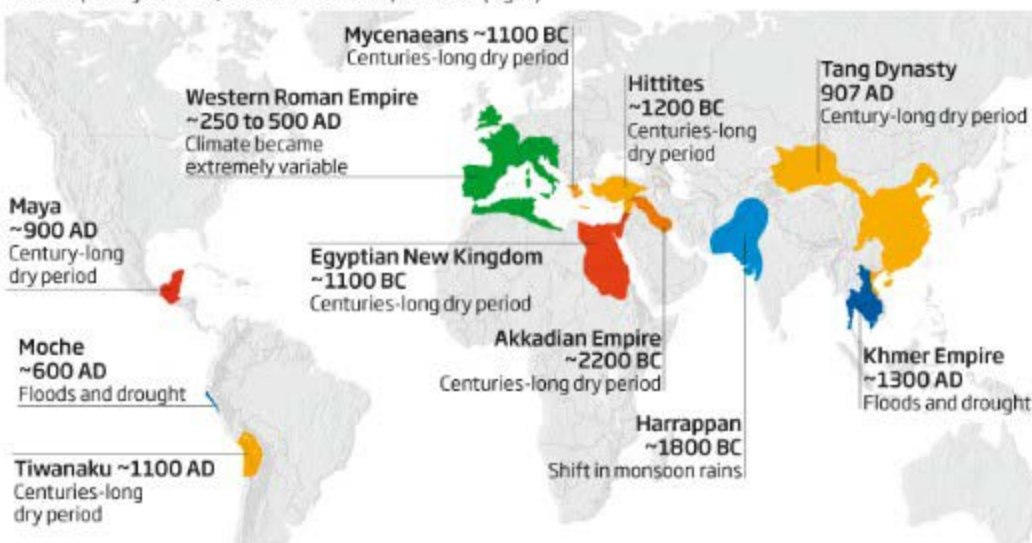 Mycenaeans ~1100 BC
Centuries-long dry period
Western Roman Empire
~250 to 500 AD
Climate became
extremely variable
Hittites
~1200 BC
Centuries-long
dry period
Tang Dynasty
907 AD
Century-long dry period
Maya
~900 AD
Century-long
dry period
Egyptian New Kingdom
~1100 BC
Centuries-long dry period
Akkadian Empire
~2200 BC
Centuries-long dry period
Moche
~600 AD
Floods and drought
Khmer Empire
~1300 AD
Floods and drought
Harrappan
~1800 BC
Shift in monsoon rains
Tiwanaku ~1100 AD
Centuries-long
dry period